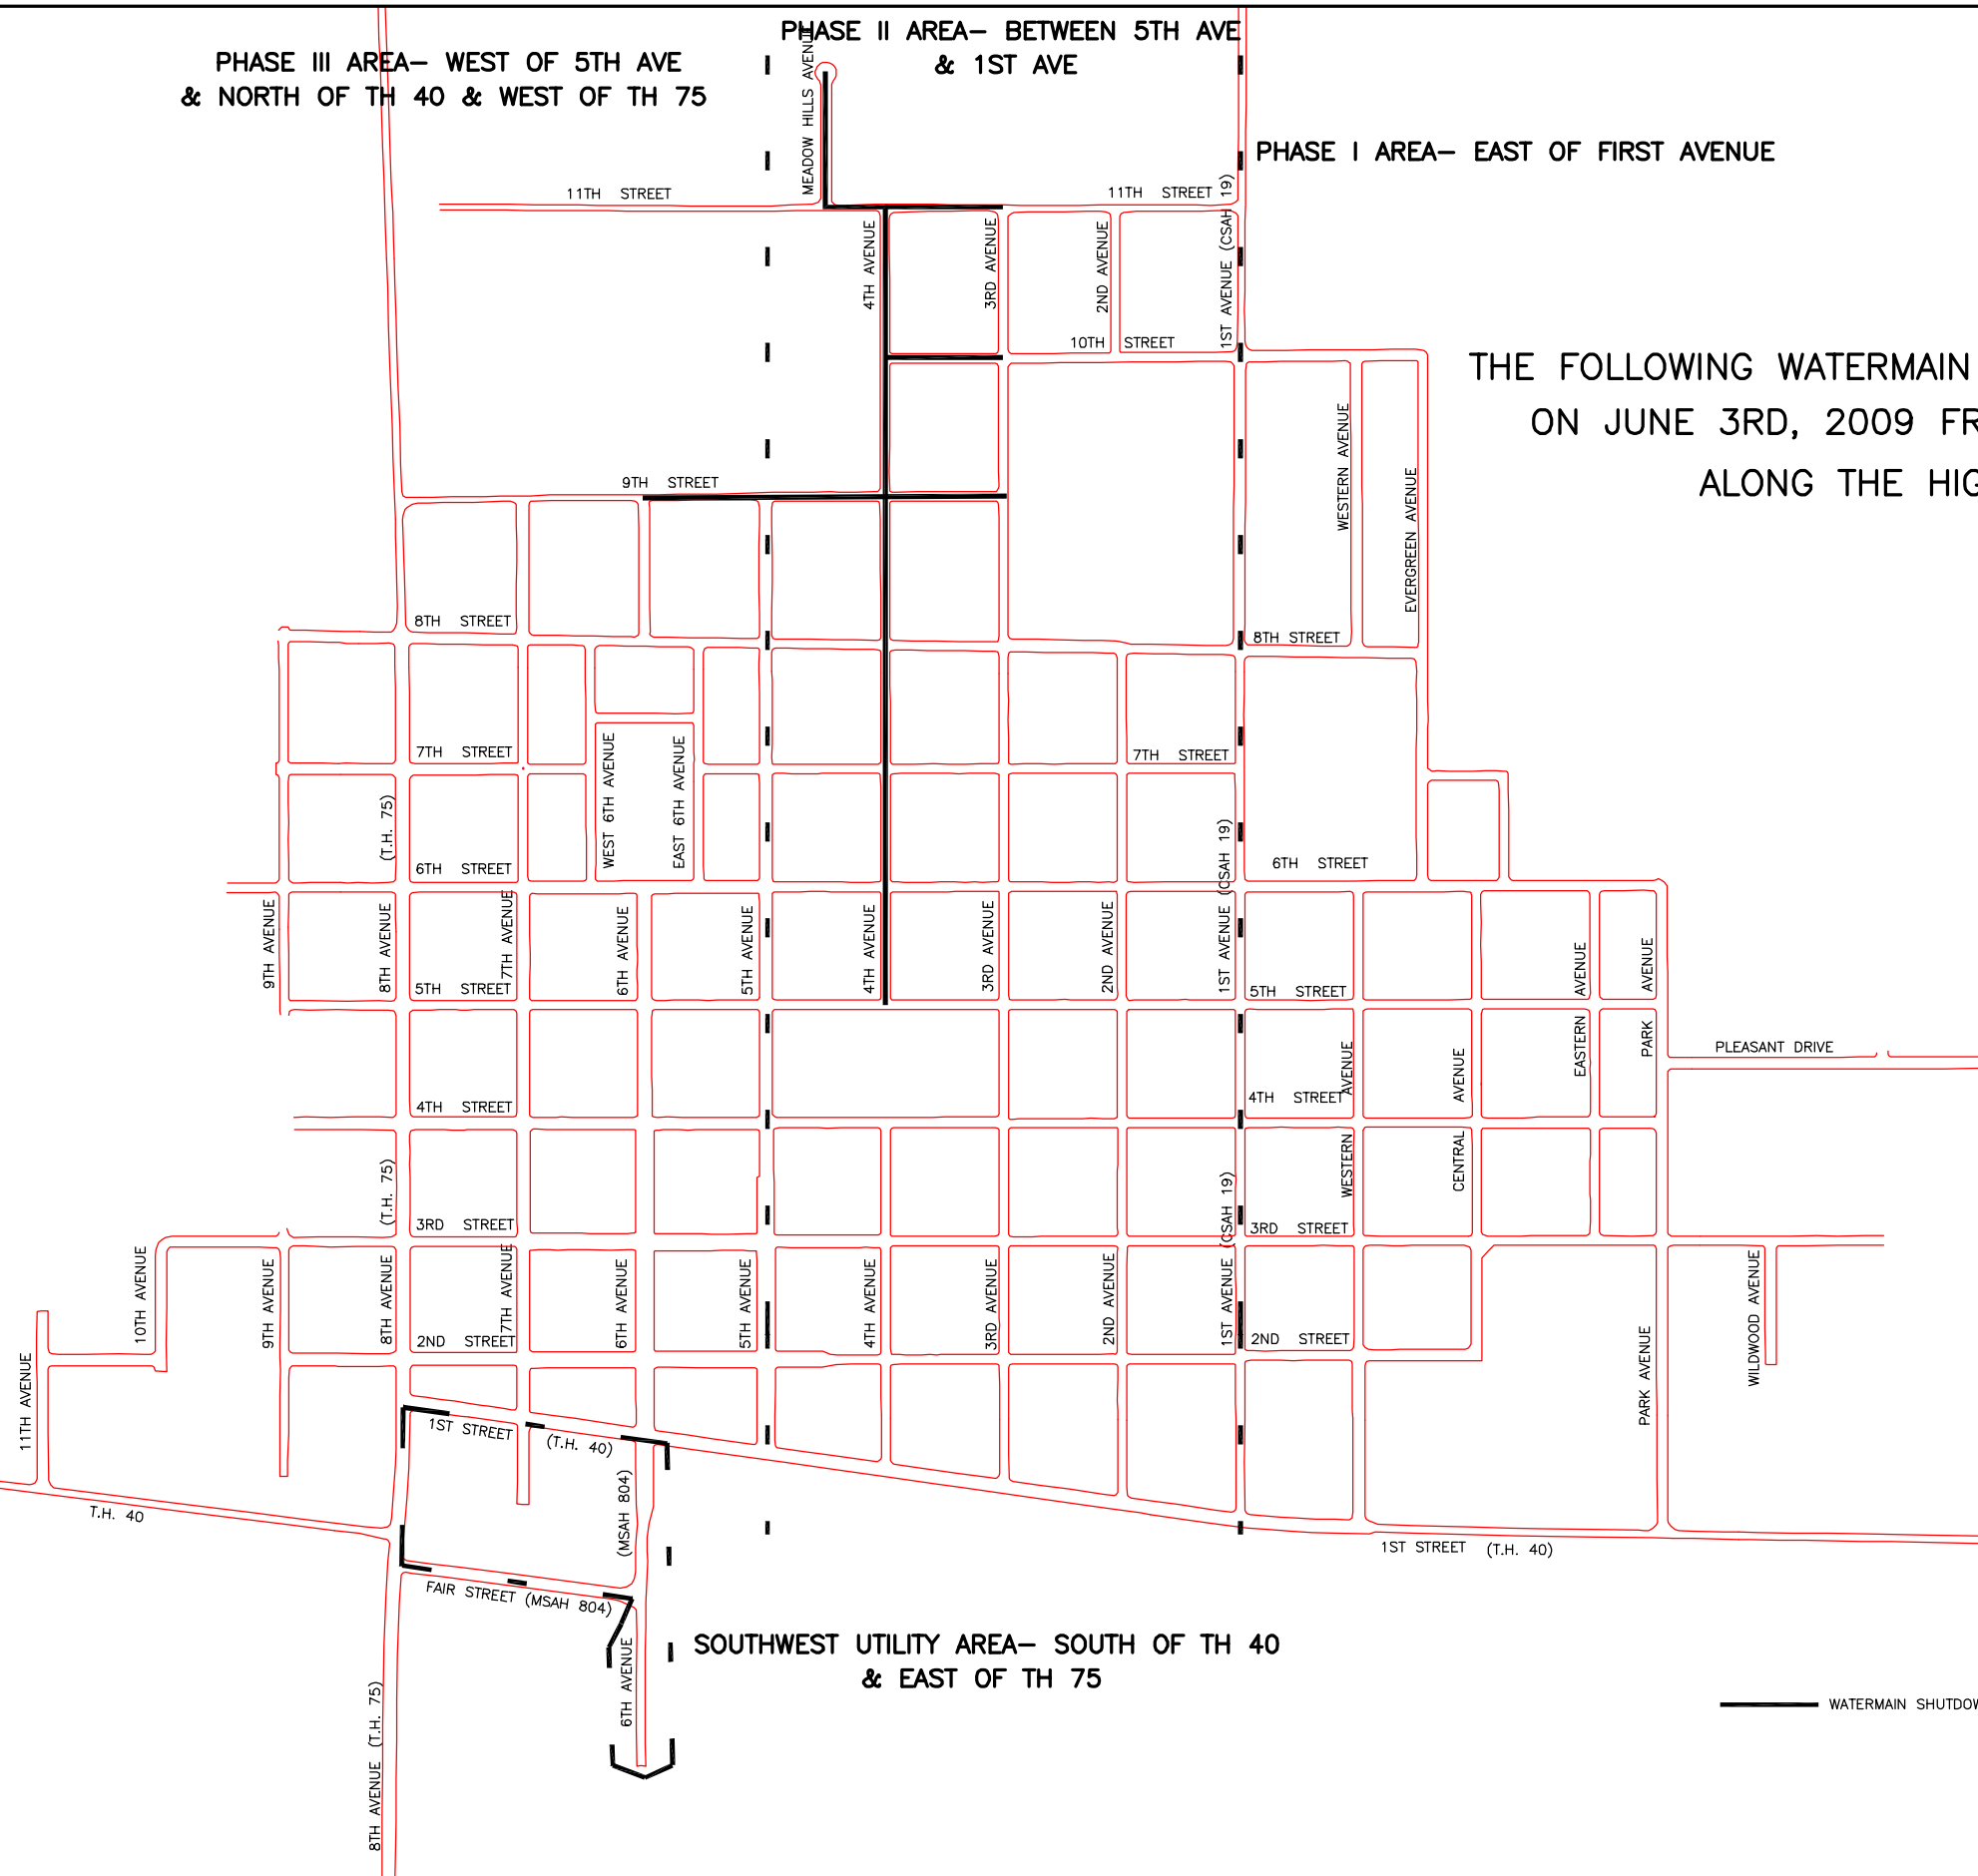 PHASE II AREA– BETWEEN 5TH AVE
& 1ST AVE
PHASE III AREA– WEST OF 5TH AVE
& NORTH OF TH 40 & WEST OF TH 75
MEADOW HILLS AVENUE
PHASE I AREA– EAST OF FIRST AVENUE
11TH STREET
11TH STREET
4TH AVENUE
3RD AVENUE
2ND AVENUE
1ST AVENUE (CSAH 19)
10TH STREET
THE FOLLOWING WATERMAIN
ON JUNE 3RD, 2009 FR
ALONG THE HIG
WESTERN AVENUE
EVERGREEN AVENUE
9TH STREET
8TH STREET
8TH STREET
7TH STREET
7TH STREET
WEST 6TH AVENUE
EAST 6TH AVENUE
(T.H. 75)
6TH STREET
6TH STREET
1ST AVENUE (CSAH 19)
9TH AVENUE
8TH AVENUE
7TH AVENUE
6TH AVENUE
5TH AVENUE
4TH AVENUE
3RD AVENUE
2ND AVENUE
5TH STREET
5TH STREET
EASTERN AVENUE
PARK AVENUE
PLEASANT DRIVE
4TH STREET
4TH STREET
WESTERN AVENUE
CENTRAL AVENUE
(T.H. 75)
1ST AVENUE (CSAH 19)
3RD STREET
3RD STREET
11TH AVENUE
10TH AVENUE
9TH AVENUE
8TH AVENUE
7TH AVENUE
6TH AVENUE
5TH AVENUE
4TH AVENUE
3RD AVENUE
2ND AVENUE
2ND STREET
2ND STREET
PARK AVENUE
WILDWOOD AVENUE
1ST STREET (T.H. 40)
T.H. 40
(MSAH 804)
1ST STREET (T.H. 40)
FAIR STREET (MSAH 804)
6TH AVENUE
SOUTHWEST UTILITY AREA– SOUTH OF TH 40
& EAST OF TH 75
8TH AVENUE (T.H. 75)
WATERMAIN SHUTDOW